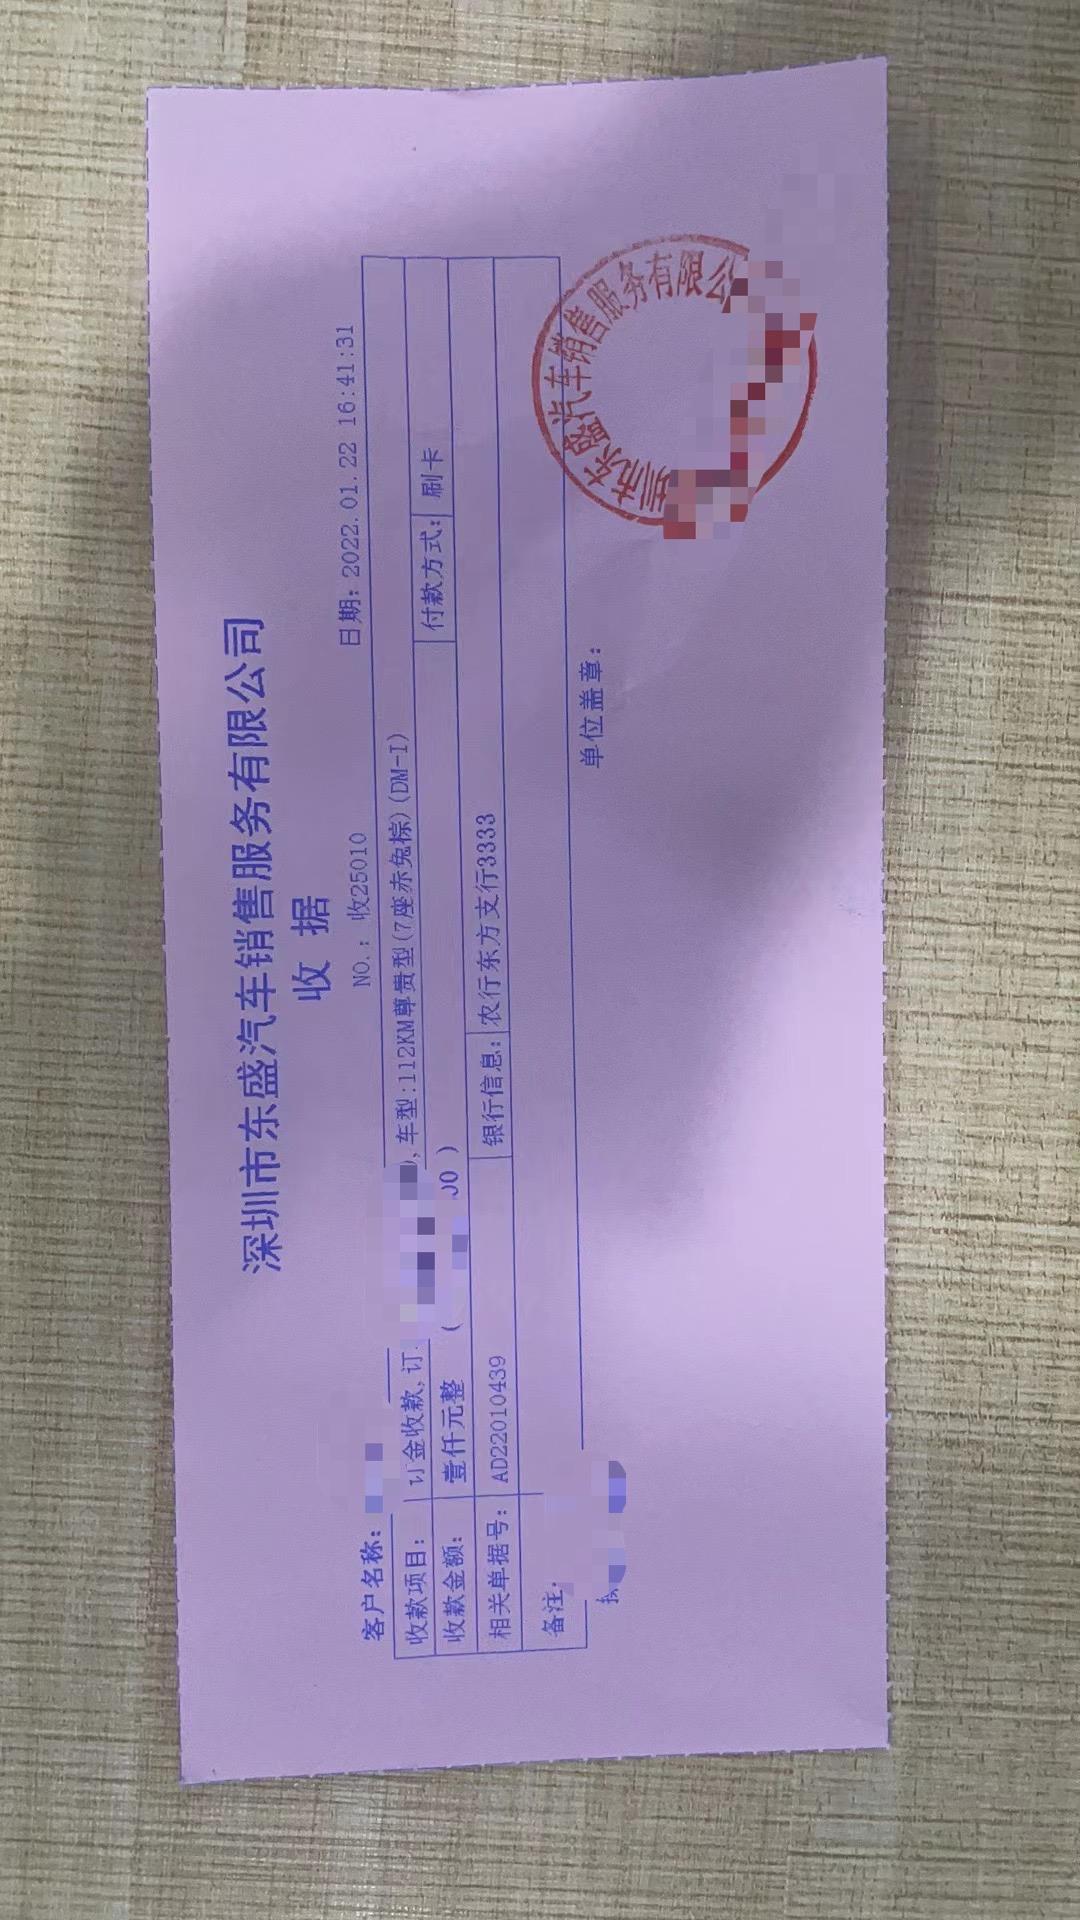 深圳市东盛汽车销售服务有限公司
收 据
NO.: 收25010 日期: 2022.01.22 16:41:31
客户名称:
收款项目: 订金收款,订 ),车型:112KM尊贵型(7座赤兔棕)(DM-I)
收款金额: 壹仟元整 ( 00 ) 付款方式: 刷卡
相关单据号: AD22010439 银行信息: 农行东方支行3333
备注
单位盖章:
圳市东盛汽车销售服务有限公